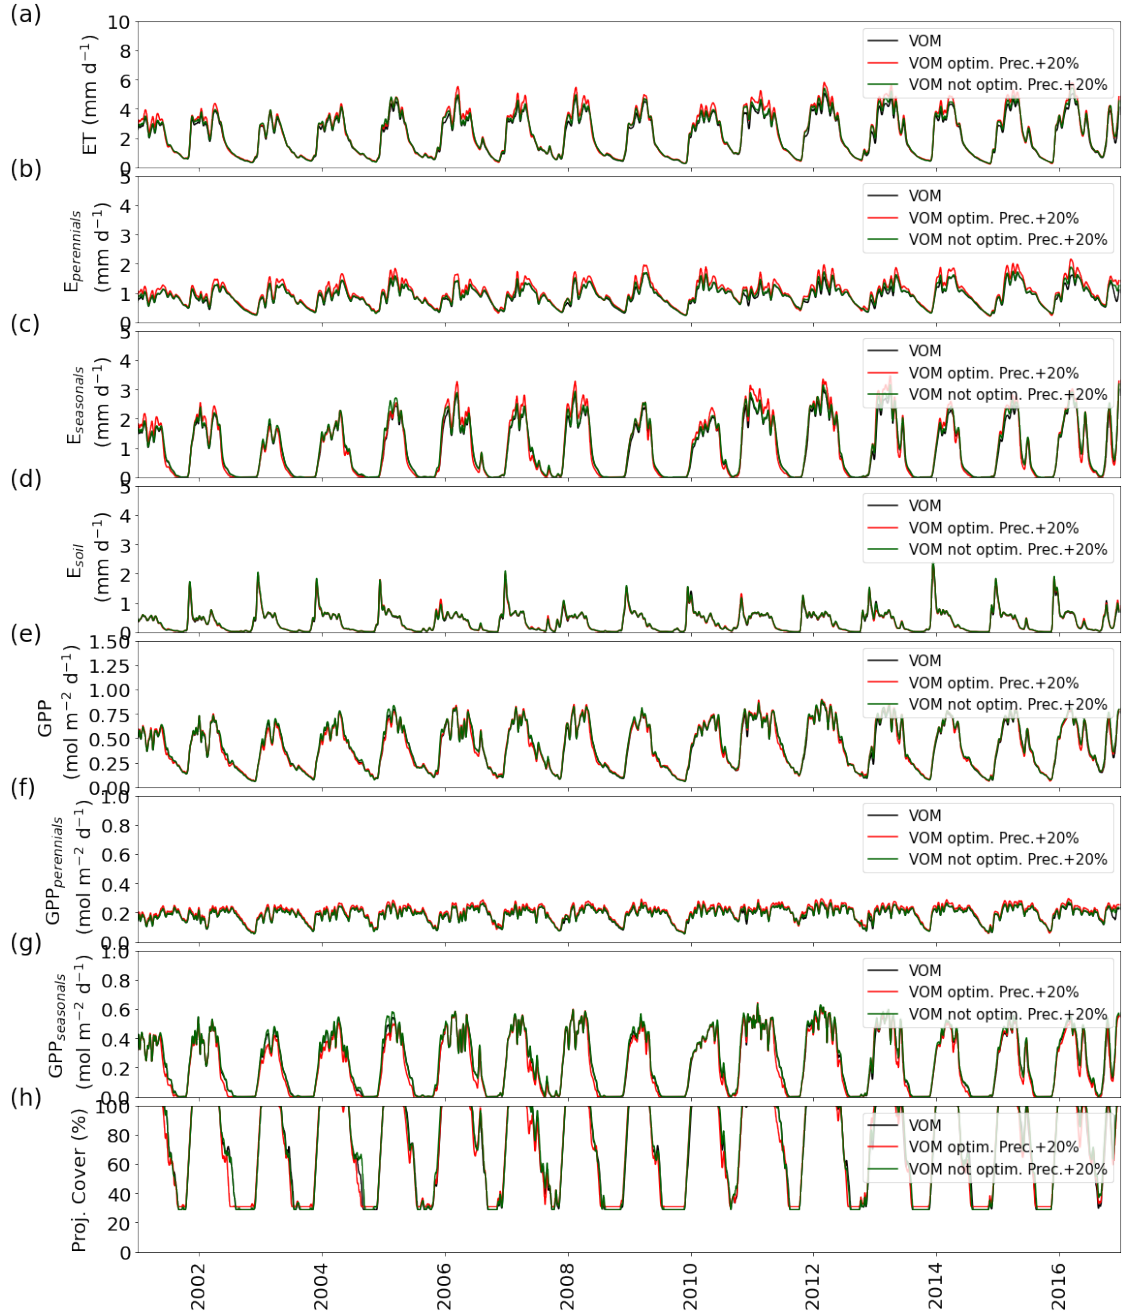 (a)
10
8
6
4
2
0
ET (mm d⁻¹)
VOM
VOM optim. Prec.+20%
VOM not optim. Prec.+20%
(b)
5
4
3
2
1
0
E_perennials
(mm d⁻¹)
VOM
VOM optim. Prec.+20%
VOM not optim. Prec.+20%
(c)
5
4
3
2
1
0
E_seasonals
(mm d⁻¹)
VOM
VOM optim. Prec.+20%
VOM not optim. Prec.+20%
(d)
5
4
3
2
1
0
E_soil
(mm d⁻¹)
VOM
VOM optim. Prec.+20%
VOM not optim. Prec.+20%
(e)
1.50
1.25
1.00
0.75
0.50
0.25
0.00
GPP
(mol m⁻² d⁻¹)
VOM
VOM optim. Prec.+20%
VOM not optim. Prec.+20%
(f)
1.0
0.8
0.6
0.4
0.2
0.0
GPP_perennials
(mol m⁻² d⁻¹)
VOM
VOM optim. Prec.+20%
VOM not optim. Prec.+20%
(g)
1.0
0.8
0.6
0.4
0.2
0.0
GPP_seasonals
(mol m⁻² d⁻¹)
VOM
VOM optim. Prec.+20%
VOM not optim. Prec.+20%
(h)
100
80
60
40
20
0
Proj. Cover (%)
VOM
VOM optim. Prec.+20%
VOM not optim. Prec.+20%
2002
2004
2006
2008
2010
2012
2014
2016